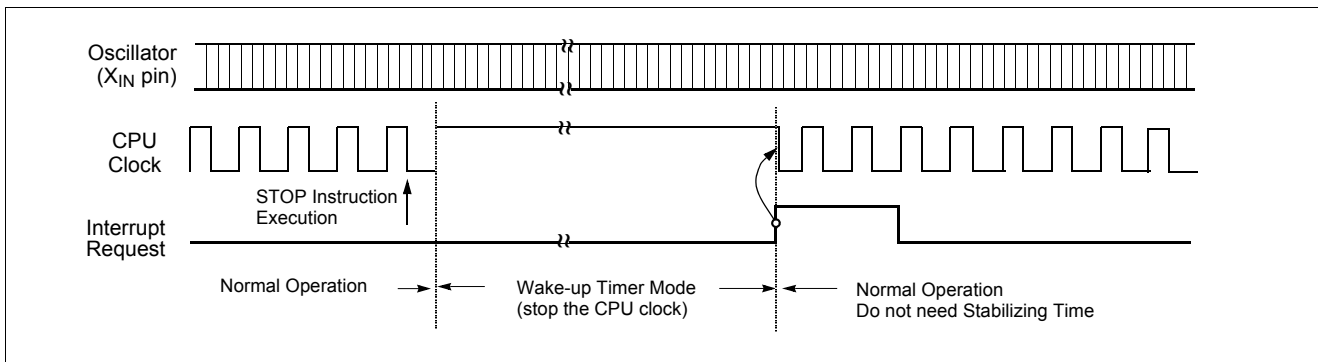 Oscillator
(XIN pin)
CPU
Clock
STOP Instruction
Execution
Interrupt
Request
Normal Operation
Wake-up Timer Mode
(stop the CPU clock)
Normal Operation
Do not need Stabilizing Time